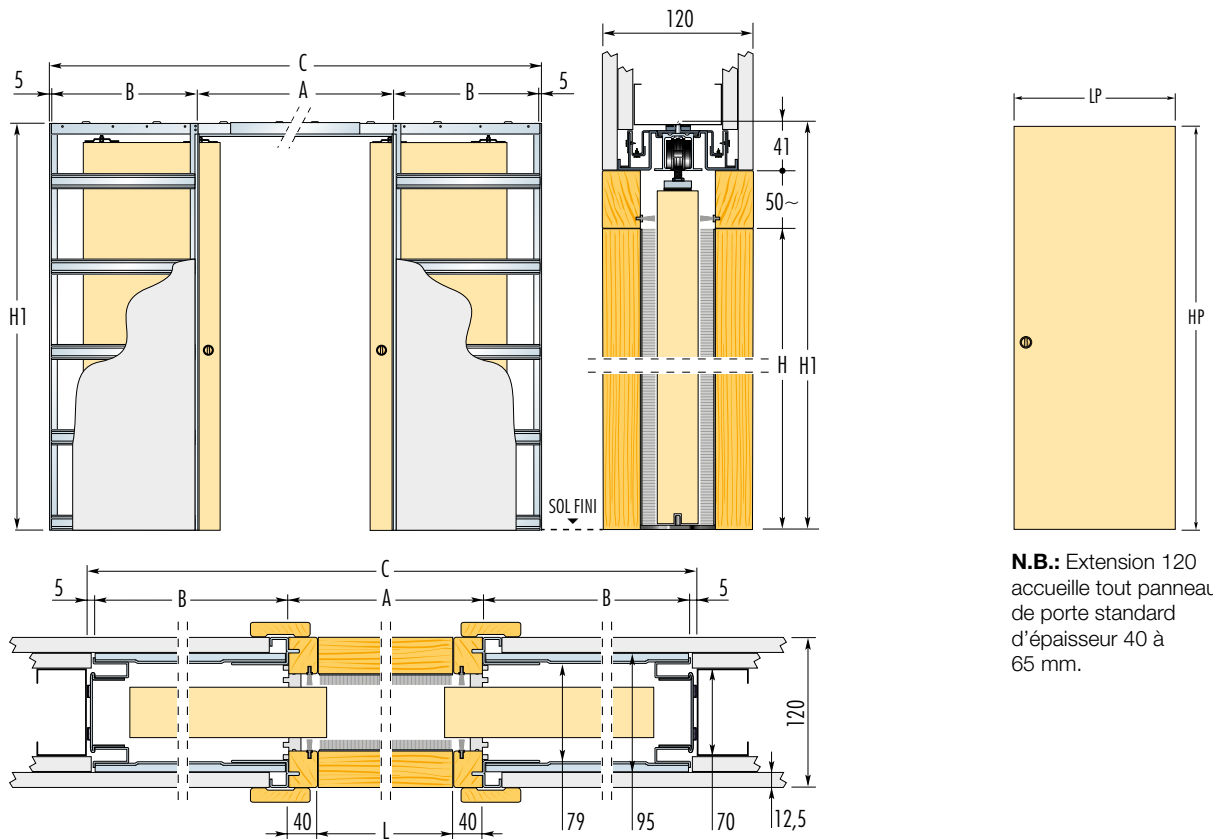 120
C
5
B
A
B
5
LP
41
50~
H1
H
H1
HP
SOL FINI
N.B.: Extension 120
accueille tout panneau
de porte standard
d'épaisseur 40 à
65 mm.
C
5
B
A
B
5
120
40
L
40
79
95
70
12,5